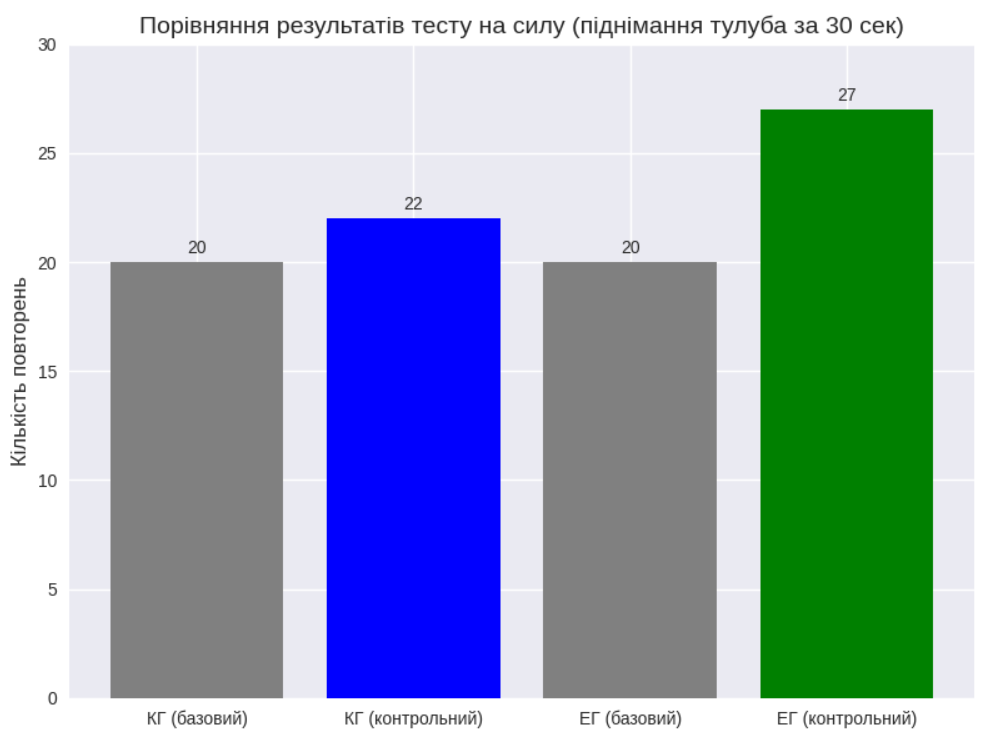 Порівняння результатів тесту на силу (піднімання тулуба за 30 сек)
Кількість повторень
30
25
20
15
10
5
0
20
22
20
27
КГ (базовий)
КГ (контрольний)
ЕГ (базовий)
ЕГ (контрольний)